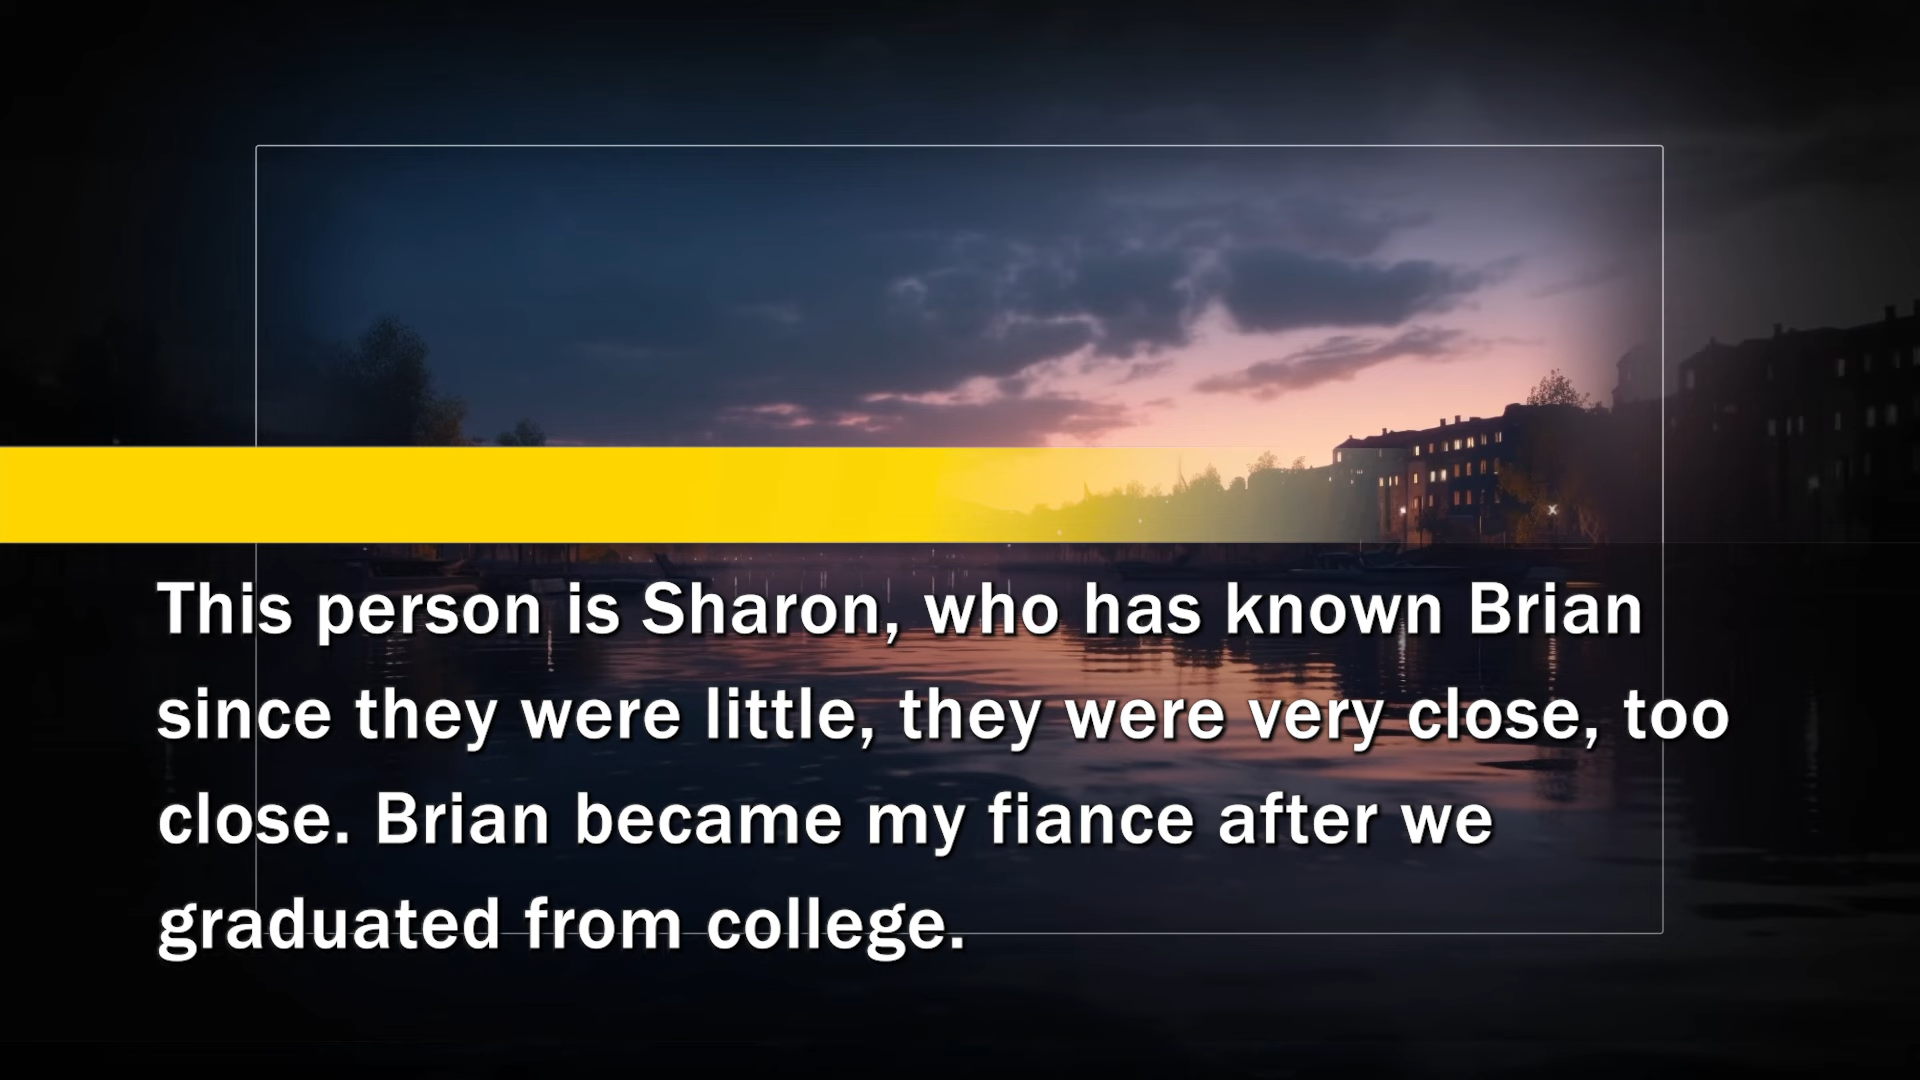 This person is Sharon, who has known Brian
since they were little, they were very close, too
close. Brian became my fiance after we
graduated from college.